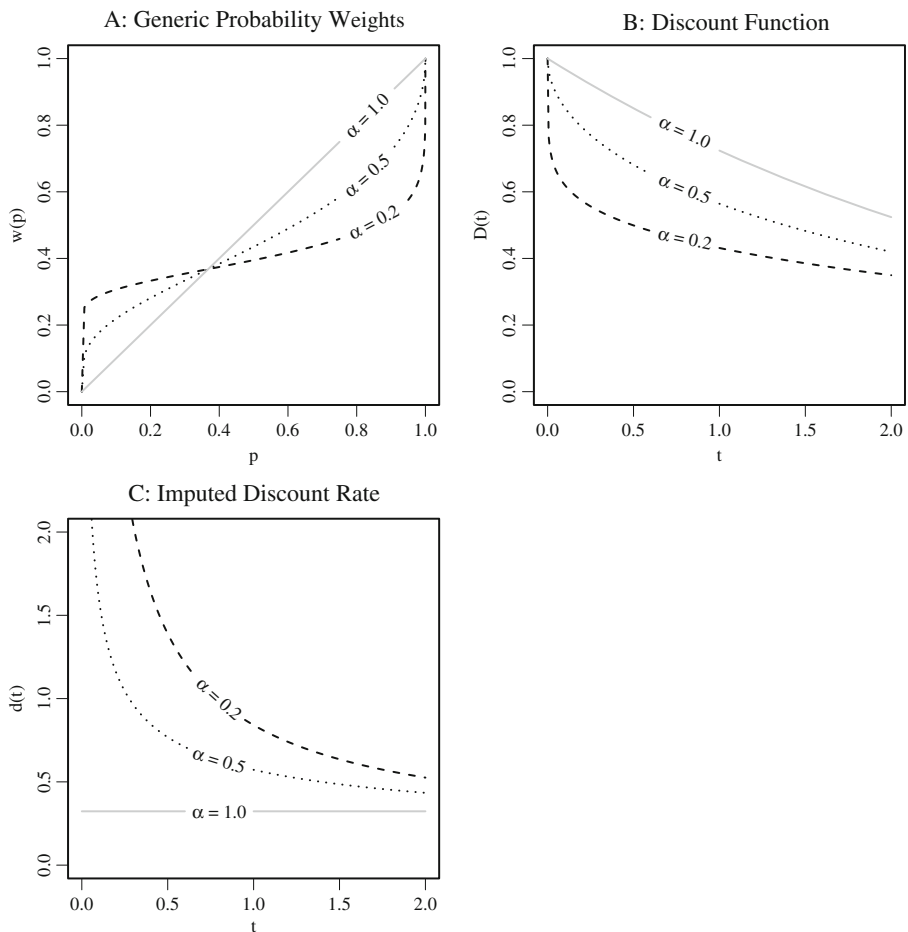 A: Generic Probability Weights
w(p)
0.0 0.2 0.4 0.6 0.8 1.0
α = 1.0
α = 0.5
α = 0.2
0.0 0.2 0.4 0.6 0.8 1.0
p
B: Discount Function
D(t)
0.0 0.2 0.4 0.6 0.8 1.0
α = 1.0
α = 0.5
α = 0.2
0.0 0.5 1.0 1.5 2.0
t
C: Imputed Discount Rate
d(t)
0.0 0.5 1.0 1.5 2.0
α = 0.2
α = 0.5
α = 1.0
0.0 0.5 1.0 1.5 2.0
t